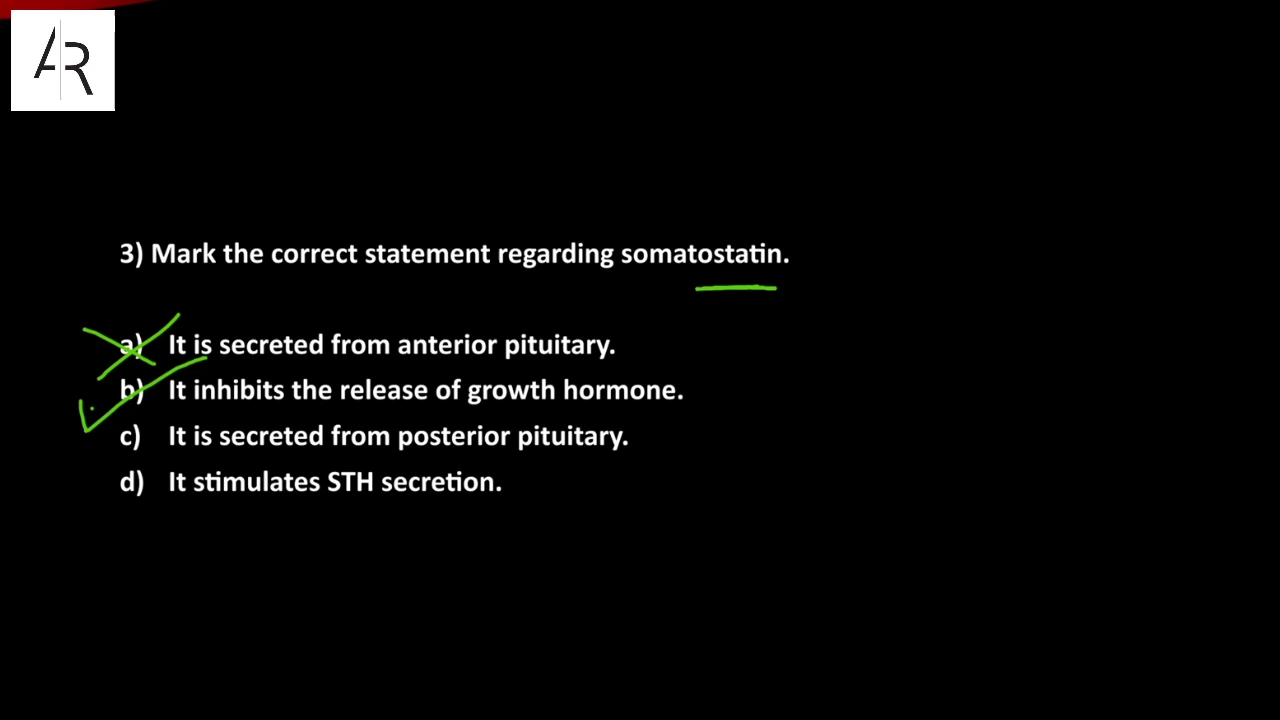 AR
3) Mark the correct statement regarding somatostatin.
a) It is secreted from anterior pituitary.
b) It inhibits the release of growth hormone.
c) It is secreted from posterior pituitary.
d) It stimulates STH secretion.